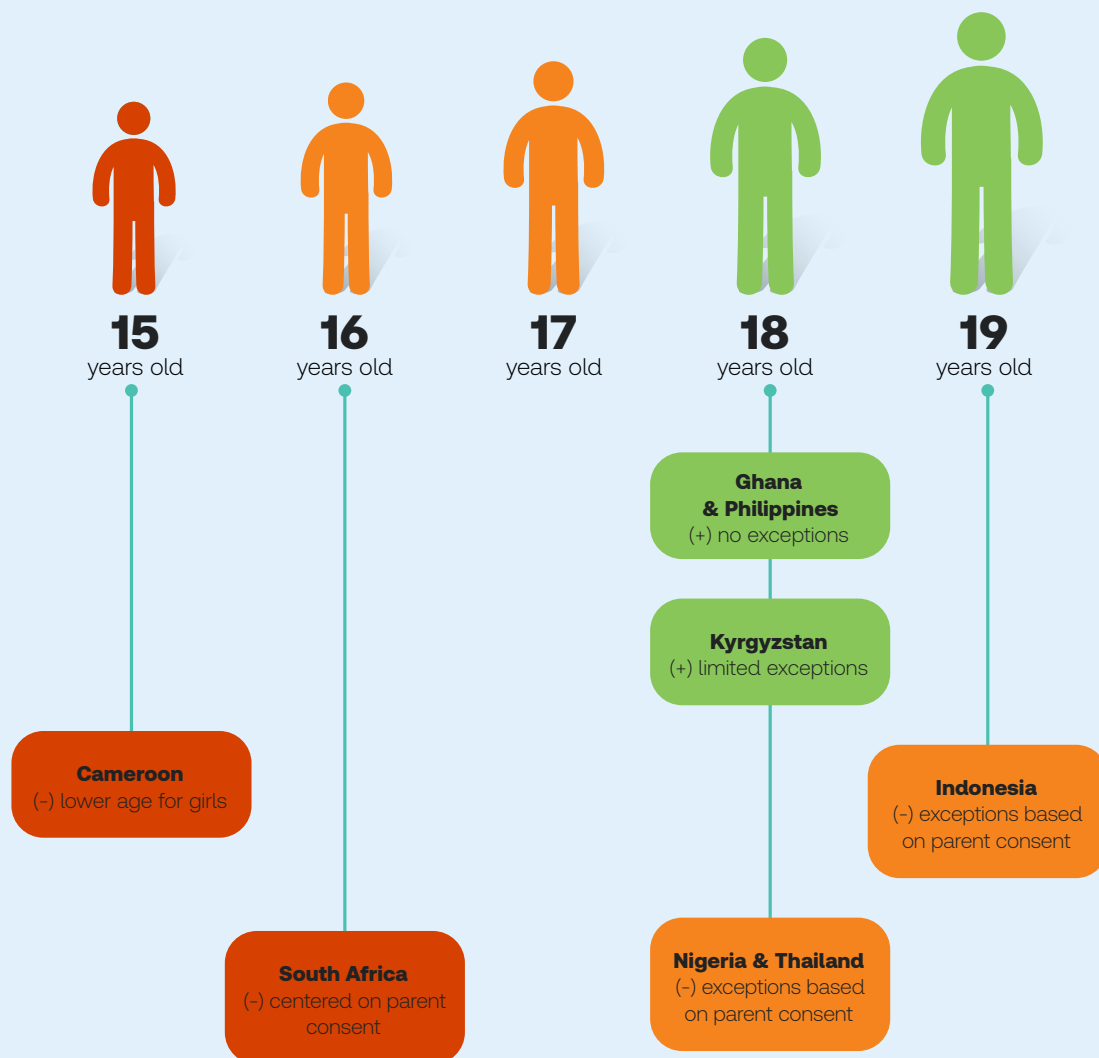 15
years old
16
years old
17
years old
18
years old
19
years old
Ghana
& Philippines
(+) no exceptions
Kyrgyzstan
(+) limited exceptions
Cameroon
(-) lower age for girls
Indonesia
(-) exceptions based
on parent consent
South Africa
(-) centered on parent
consent
Nigeria & Thailand
(-) exceptions based
on parent consent